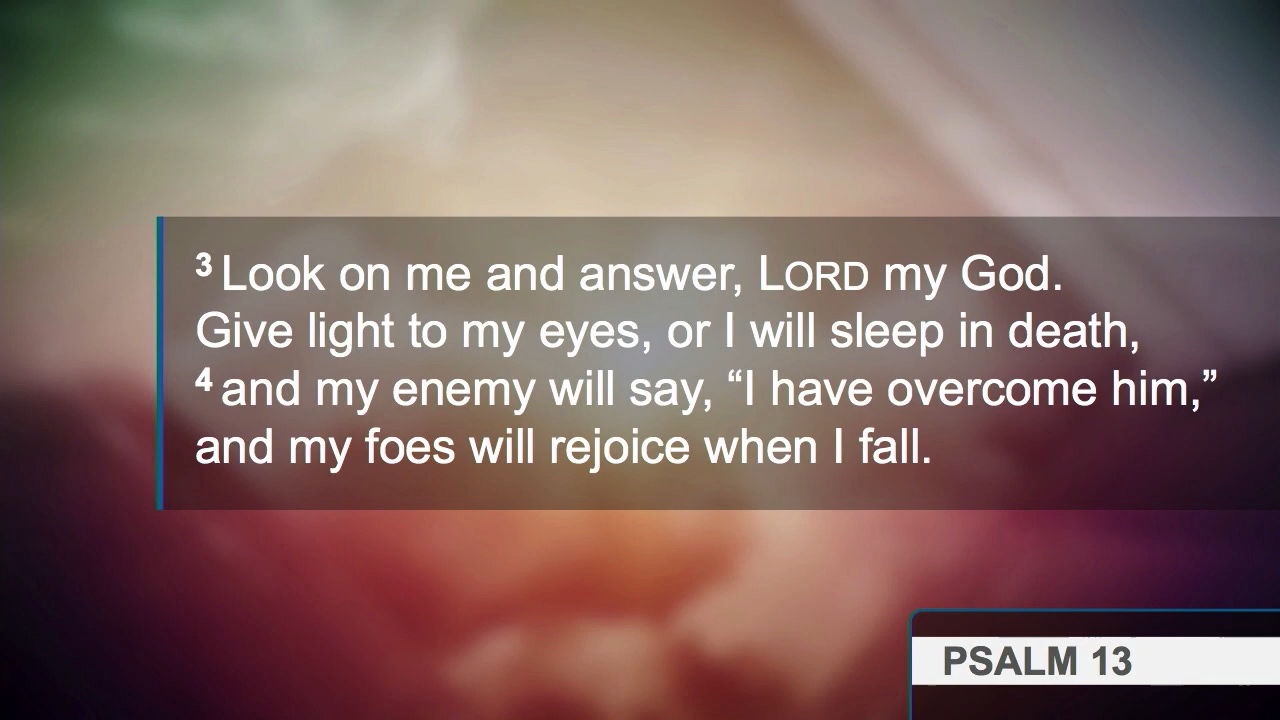 3 Look on me and answer, LORD my God.
Give light to my eyes, or I will sleep in death,
4 and my enemy will say, “I have overcome him,”
and my foes will rejoice when I fall.
PSALM 13